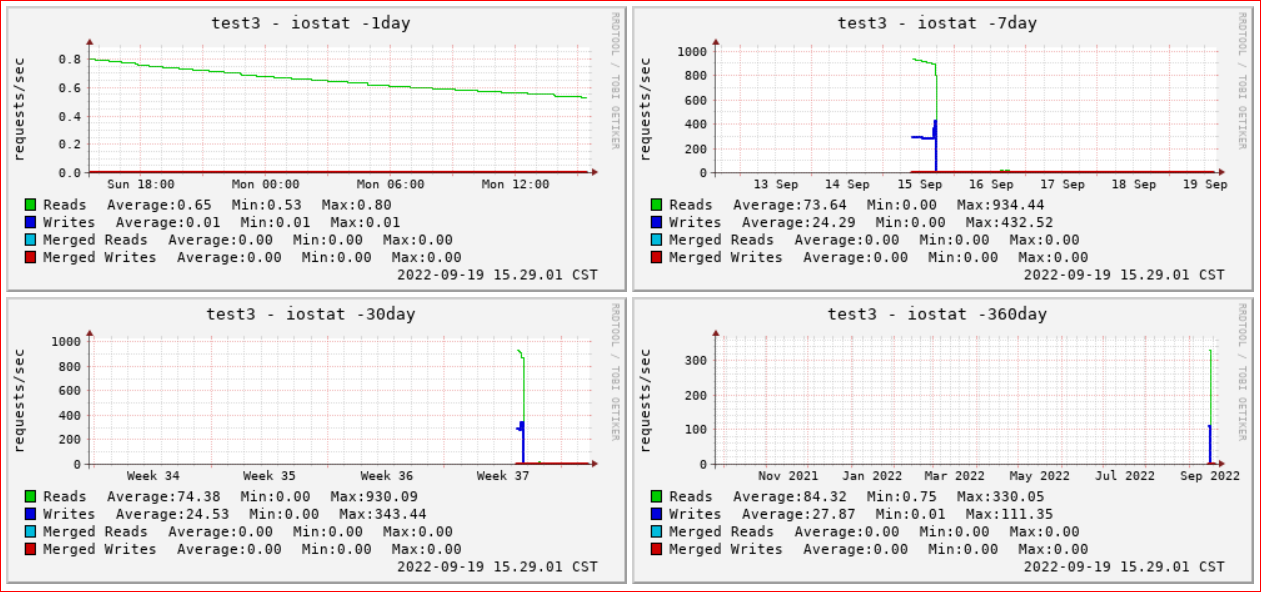 test3 - iostat -1day
RRDTOOL / TOBI OETIKER
requests/sec
0.8
0.6
0.4
0.2
0.0
Sun 18:00 Mon 00:00 Mon 06:00 Mon 12:00
Reads Average:0.65 Min:0.53 Max:0.80
Writes Average:0.01 Min:0.01 Max:0.01
Merged Reads Average:0.00 Min:0.00 Max:0.00
Merged Writes Average:0.00 Min:0.00 Max:0.00
2022-09-19 15.29.01 CST
test3 - iostat -7day
RRDTOOL / TOBI OETIKER
requests/sec
1000
800
600
400
200
0
13 Sep 14 Sep 15 Sep 16 Sep 17 Sep 18 Sep 19 Sep
Reads Average:73.64 Min:0.00 Max:934.44
Writes Average:24.29 Min:0.00 Max:432.52
Merged Reads Average:0.00 Min:0.00 Max:0.00
Merged Writes Average:0.00 Min:0.00 Max:0.00
2022-09-19 15.29.01 CST
test3 - iostat -30day
RRDTOOL / TOBI OETIKER
requests/sec
1000
800
600
400
200
0
Week 34 Week 35 Week 36 Week 37
Reads Average:74.38 Min:0.00 Max:930.09
Writes Average:24.53 Min:0.00 Max:343.44
Merged Reads Average:0.00 Min:0.00 Max:0.00
Merged Writes Average:0.00 Min:0.00 Max:0.00
2022-09-19 15.29.01 CST
test3 - iostat -360day
RRDTOOL / TOBI OETIKER
requests/sec
300
200
100
0
Nov 2021 Jan 2022 Mar 2022 May 2022 Jul 2022 Sep 2022
Reads Average:84.32 Min:0.75 Max:330.05
Writes Average:27.87 Min:0.01 Max:111.35
Merged Reads Average:0.00 Min:0.00 Max:0.00
Merged Writes Average:0.00 Min:0.00 Max:0.00
2022-09-19 15.29.01 CST